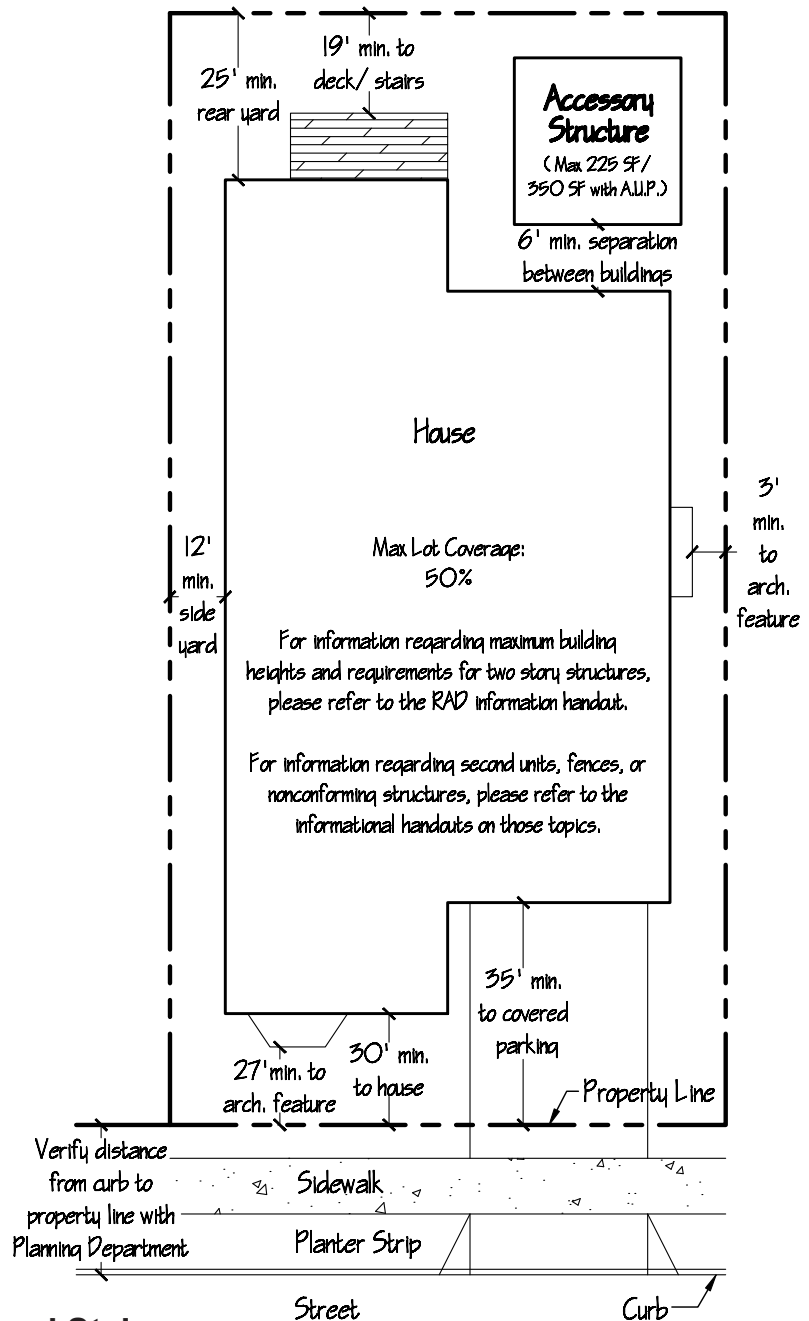 19' min. to
deck/ stairs
25' min.
rear yard
Accessory
Structure
(Max 225 SF/
350 SF with A.U.P.)
6' min. separation
between buildings
House
3'
min.
to
arch.
feature
12'
min.
side
yard
Max Lot Coverage:
50%
For information regarding maximum building
heights and requirements for two story structures,
please refer to the RAD information handout.
For information regarding second units, fences, or
nonconforming structures, please refer to the
informational handouts on those topics.
35' min.
to covered
parking
27' min. to
arch. feature
30' min.
to house
Property Line
Verify distance
from curb to
property line with
Planning Department
Sidewalk
Planter Strip
Street
Curb